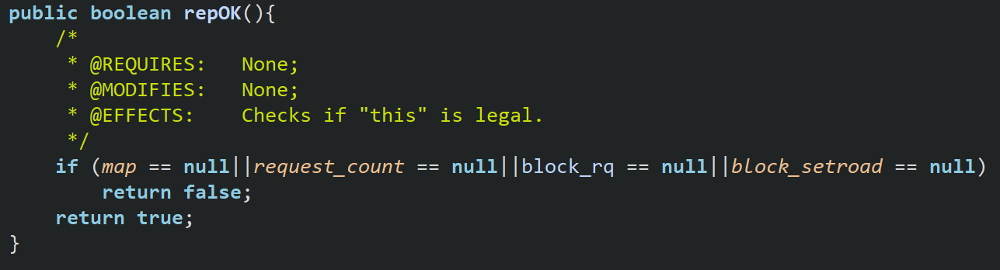 public boolean repOK(){
    /*
     * @REQUIRES:   None;
     * @MODIFIES:   None;
     * @EFFECTS:    Checks if "this" is legal.
     */
    if (map == null||request_count == null||block_rq == null||block_setroad == null)
        return false;
    return true;
}